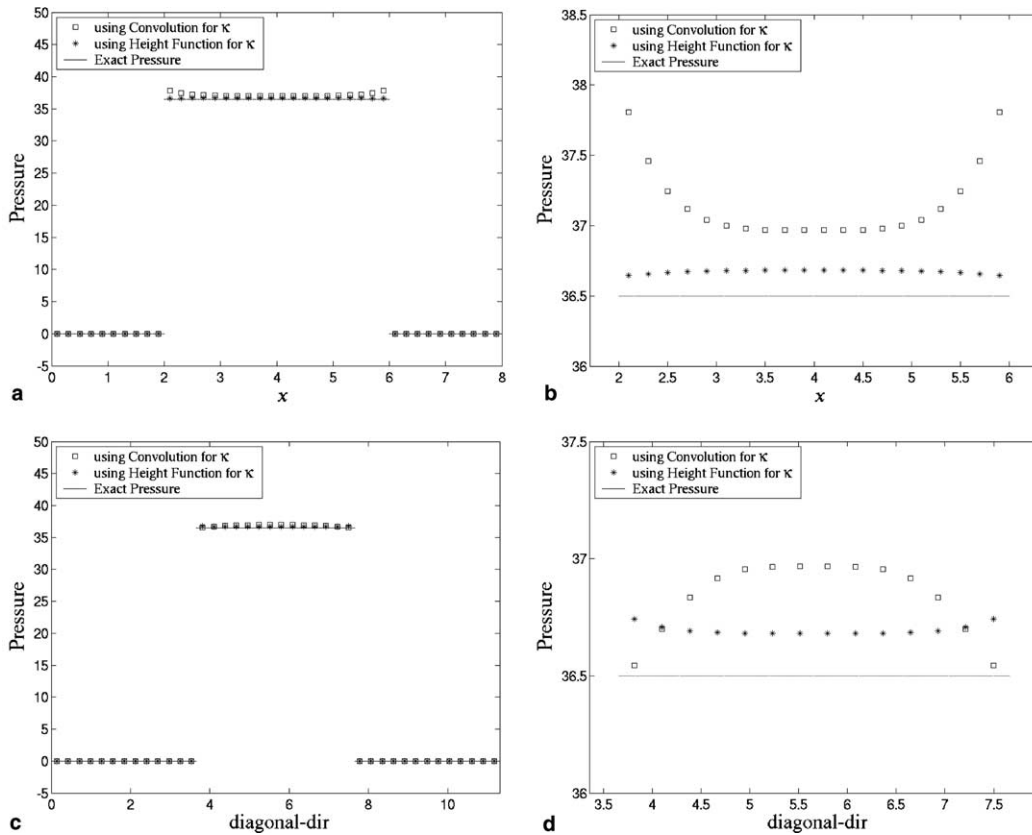 50
45
40
35
30
25
20
15
10
5
0
-5
Pressure
using Convolution for κ
using Height Function for κ
Exact Pressure
0 1 2 3 4 5 6 7 8
x
a
38.5
38
37.5
37
36.5
36
Pressure
using Convolution for κ
using Height Function for κ
Exact Pressure
2 2.5 3 3.5 4 4.5 5 5.5 6
x
b
50
45
40
35
30
25
20
15
10
5
0
-5
Pressure
using Convolution for κ
using Height Function for κ
Exact Pressure
0 2 4 6 8 10
diagonal-dir
c
37.5
37
36.5
36
Pressure
using Convolution for κ
using Height Function for κ
Exact Pressure
3.5 4 4.5 5 5.5 6 6.5 7 7.5
diagonal-dir
d